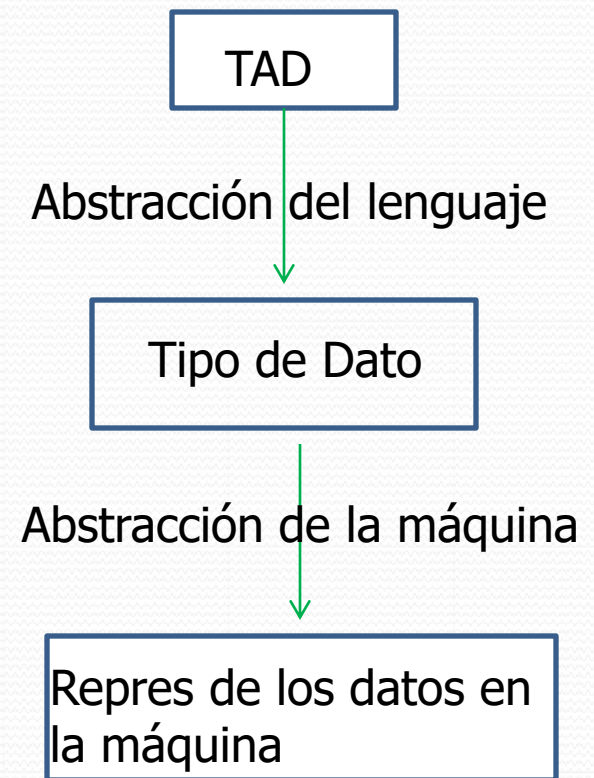 TAD
Abstracción del lenguaje
Tipo de Dato
Abstracción de la máquina
Repres de los datos en
la máquina